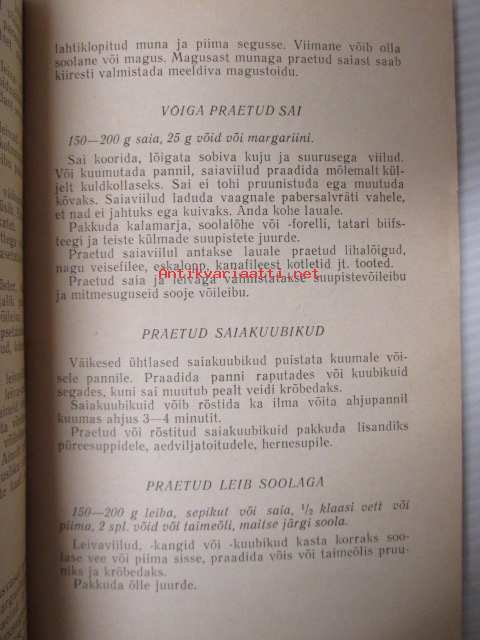 lahtiklopitud muna ja piima segusse. Viimane võib olla
soolane või magus. Magusast munaga praetud saiast saab
kiiresti valmistada meeldiva magustoidu.
VÕIGA PRAETUD SAI
150—200 g saia, 25 g võid või margariini.
Sai koorida, lõigata sobiva kuju ja suurusega viilud.
Või kuumutada pannil, saiaviilud praadida mõlemalt kül-
jelt kuldkollaseks. Sai ei tohi pruunistuda ega muutuda
kõvaks. Saiaviilud laduda vaagnale pabersalvräti vahele,
et nad ei jahtuks ega kuivaks. Anda kohe lauale.
Pakkuda kalamarja, soolalõhe või -forelli, tatari biifs-
teegi ja teiste külmade suupistete juurde.
Praetud saiaviilul antakse lauale praetud lihalõigud,
nagu veisefilee, eskalopp, kanafileest kotletid jt. tooted.
Antikvariaatti.net
Praetud saia ja leivaga valmistatakse suupistevõileibu
ja mitmesuguseid sooje võileibu.
PRAETUD SAIAKUUBIKUD
Väikesed ühtlased saiakuubikud puistata kuumale või-
sele pannile. Praadida panni raputades või kuubikuid
segades, kuni sai muutub pealt veidi krõbedaks.
Saiakuubikuid võib röstida ka ilma võita ahjupannil
kuumas ahjus 3—4 minutit.
Praetud või röstitud saiakuubikuid pakkuda lisandiks
püreesuppidele, aedviljatoitudele, hernesupile.
PRAETUD LEIB SOOLAGA
150—200 g leiba, sepikut või saia, ½ klaasi vett või
piima, 2 spl. võid või taimeõli, maitse järgi soola.
Leivaviilud, -kangid või -kuubikud kasta korraks soo-
lase vee või piima sisse, praadida võis või taimeõlis pruu-
niks ja krõbedaks.
Pakkuda õlle juurde.